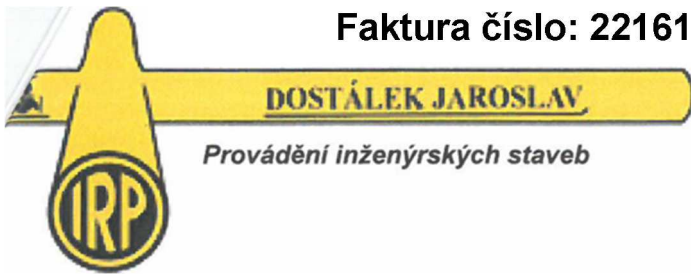 Faktura číslo: 22161
DOSTÁLEK JAROSLAV
Provádění inženýrských staveb
IRP